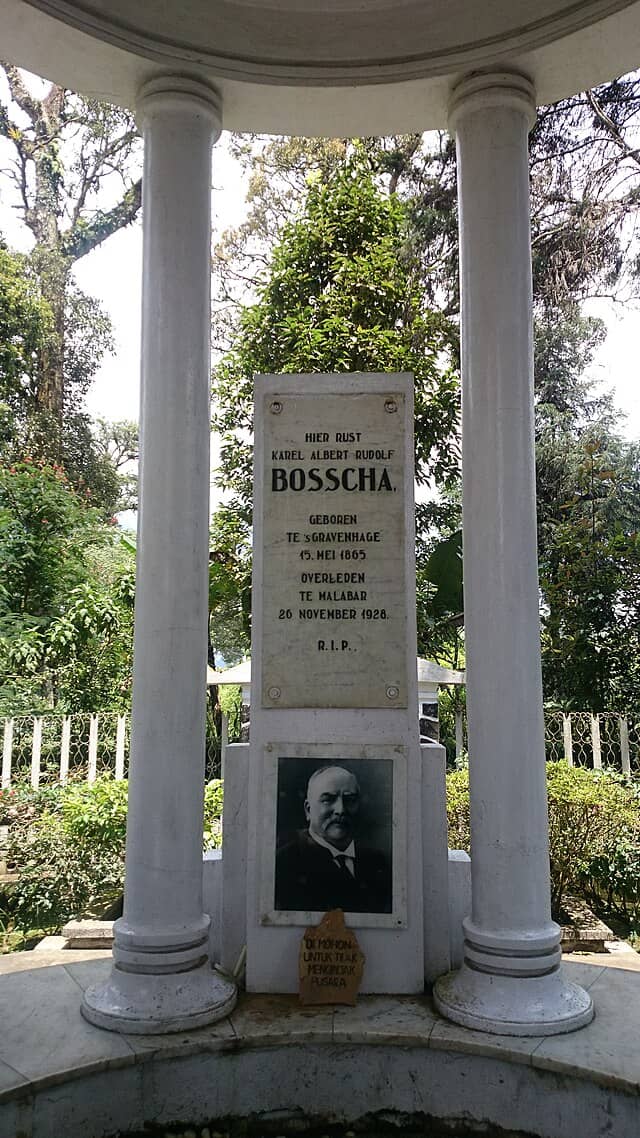 HIER RUST
KAREL ALBERT RUDOLF
BOSSCHA.
GEBOREN
TE 'sGRAVENHAGE
15. MEI 1865
OVERLEDEN
TE MALABAR
26 NOVEMBER 1928.
R.I.P..
DI MOHON
UNTUK TIDAK
MENGINJAK
PUSARA